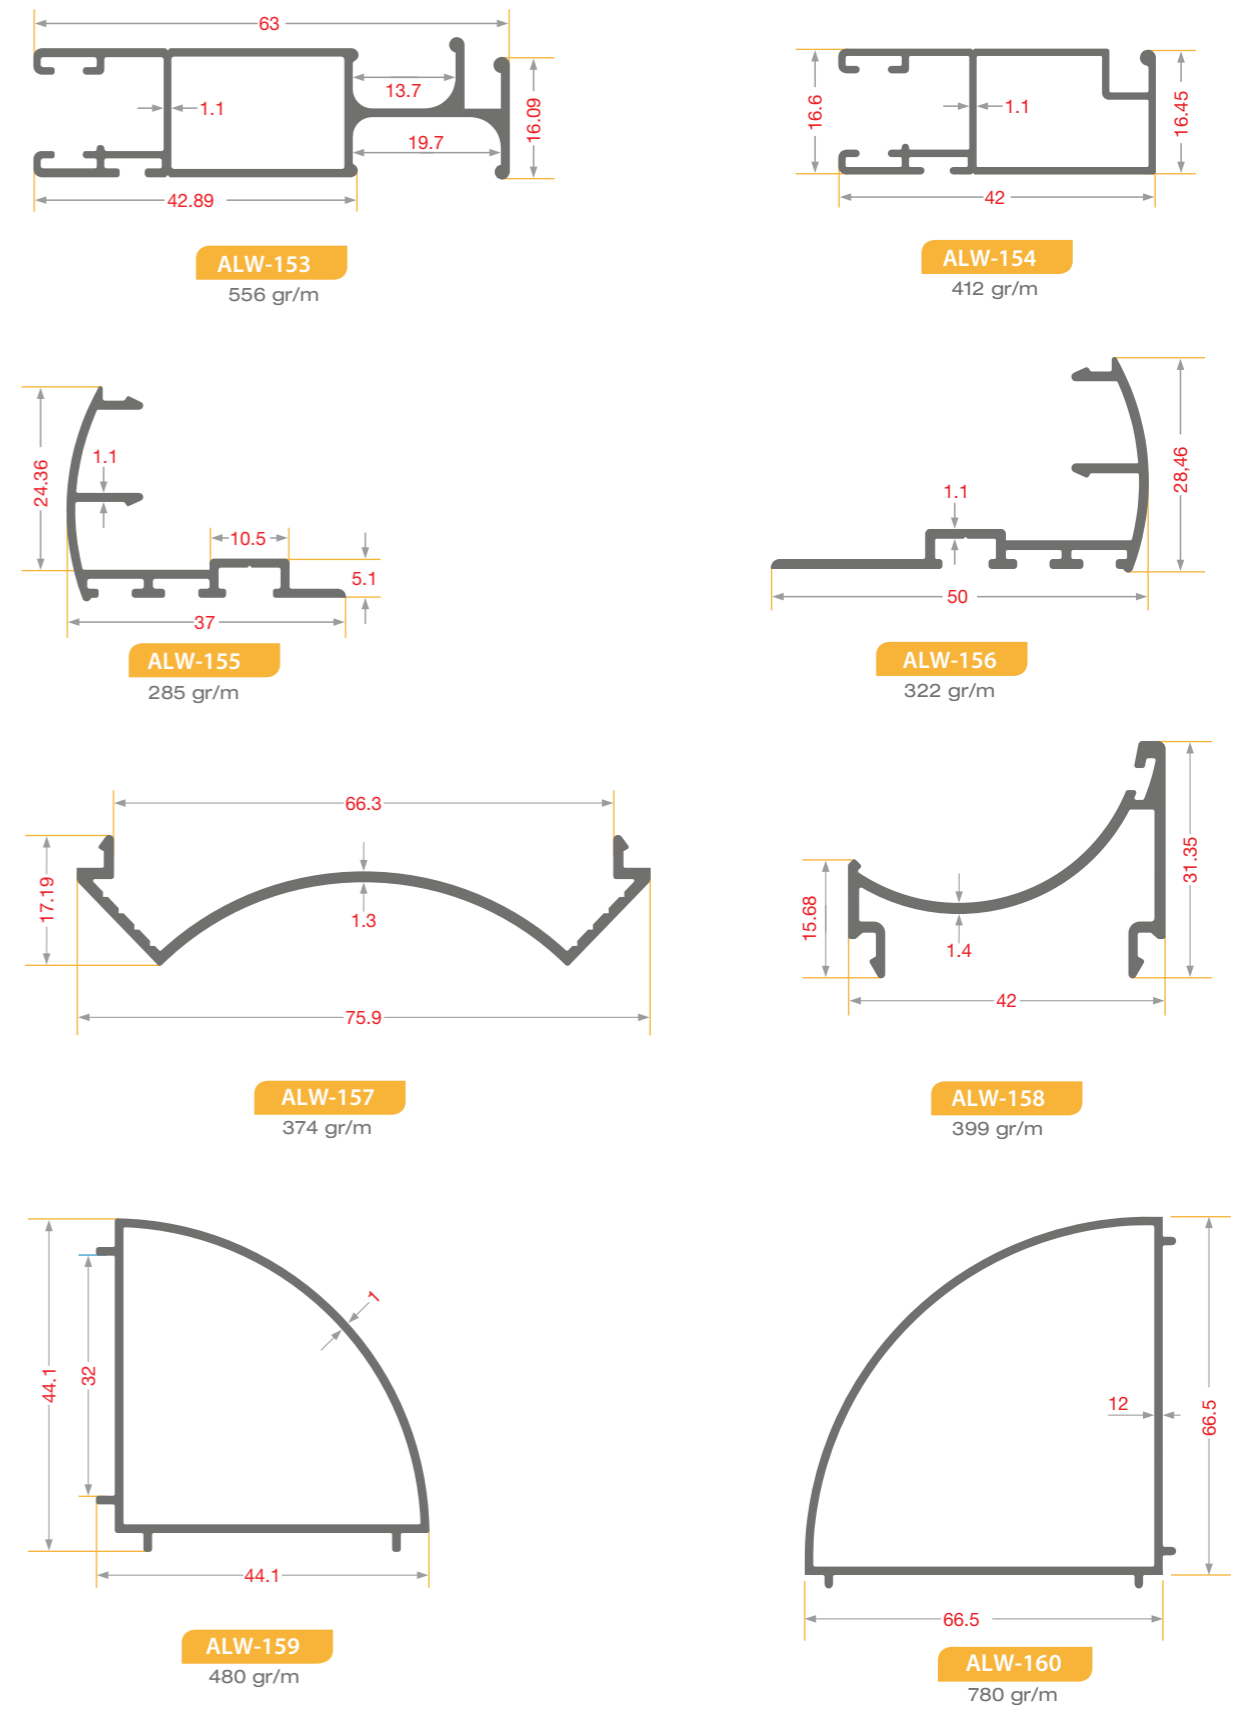 63
13.7
1.1
16.09
19.7
42.89
ALW-153
556 gr/m
16.6
1.1
16.45
42
ALW-154
412 gr/m
24.36
1.1
10.5
5.1
37
ALW-155
285 gr/m
28,46
1.1
50
ALW-156
322 gr/m
66.3
17.19
1.3
75.9
ALW-157
374 gr/m
31.35
15.68
1.4
42
ALW-158
399 gr/m
1
44.1
32
44.1
ALW-159
480 gr/m
12
66.5
66.5
ALW-160
780 gr/m